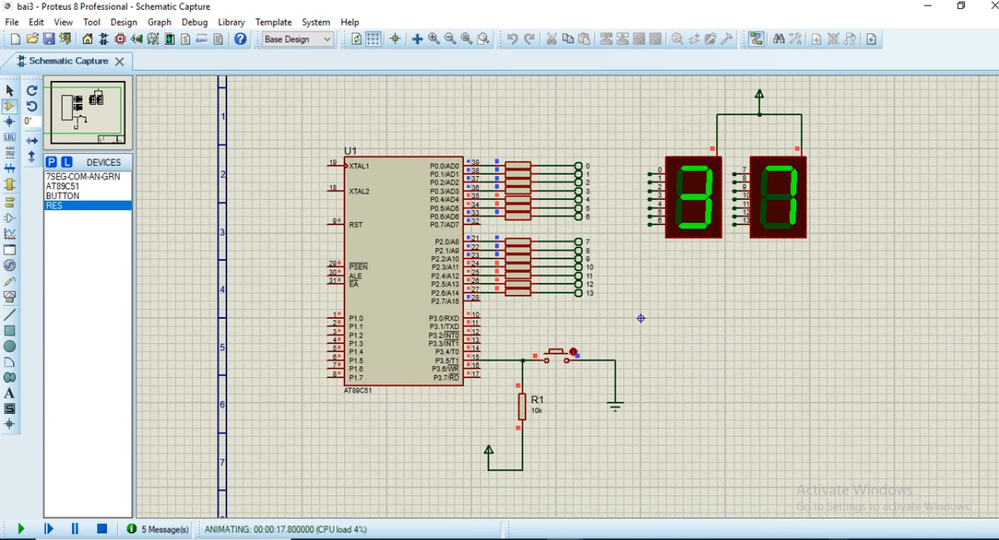 bai3 - Proteus 8 Professional - Schematic Capture
File Edit View Tool Design Graph Debug Library Template System Help
Base Design
Schematic Capture
0°
P L DEVICES
7SEG-COM-AN-GRN
AT89C51
BUTTON
RES
LBL
A
S
1
2
3
4
5
6
7
U1
19 XTAL1
18 XTAL2
9 RST
29 PSEN
30 ALE
31 EA
1 P1.0
2 P1.1
3 P1.2
4 P1.3
5 P1.4
6 P1.5
7 P1.6
8 P1.7
P0.0/AD0 39 0
P0.1/AD1 38 1
P0.2/AD2 37 2
P0.3/AD3 36 3
P0.4/AD4 35 4
P0.5/AD5 34 5
P0.6/AD6 33 6
P0.7/AD7 32
P2.0/A8 21 7
P2.1/A9 22 8
P2.2/A10 23 9
P2.3/A11 24 10
P2.4/A12 25 11
P2.5/A13 26 12
P2.6/A14 27 13
P2.7/A15 28
P3.0/RXD 10
P3.1/TXD 11
P3.2/INT0 12
P3.3/INT1 13
P3.4/T0 14
P3.5/T1 15
P3.6/WR 16
P3.7/RD 17
AT89C51
R1
10k
0
1
2
3
4
5
6
7
8
9
10
11
12
13
Activate Windows
Go to Settings to activate Windows.
5 Message(s) ANIMATING: 00:00:17.800000 (CPU load 4%)